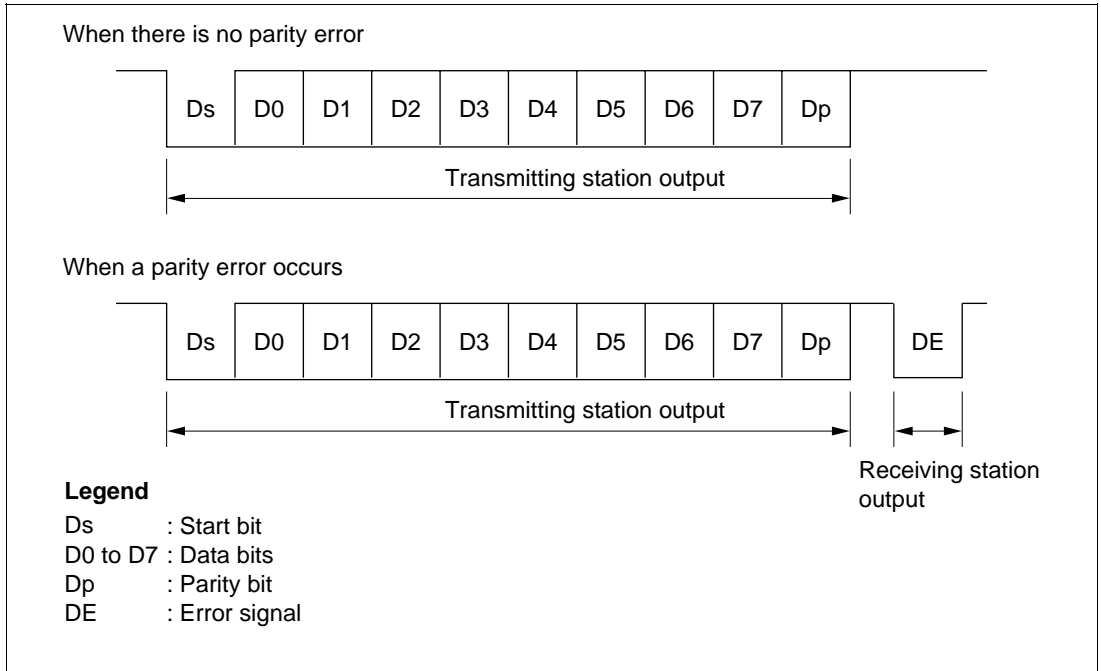 When there is no parity error
Ds D0 D1 D2 D3 D4 D5 D6 D7 Dp
Transmitting station output
When a parity error occurs
Ds D0 D1 D2 D3 D4 D5 D6 D7 Dp DE
Transmitting station output
Receiving station
output
Legend
Ds : Start bit
D0 to D7 : Data bits
Dp : Parity bit
DE : Error signal